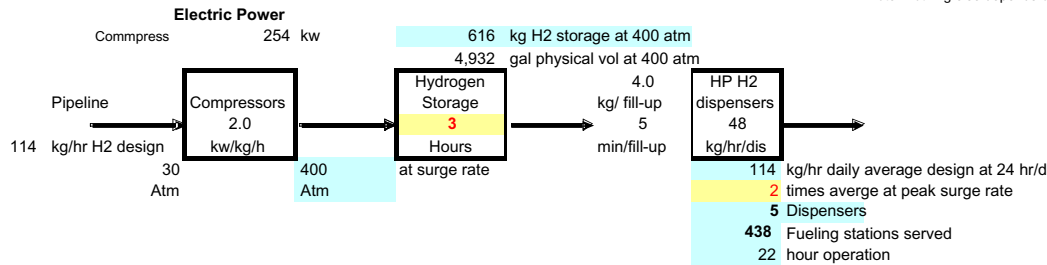 Electric Power
Commpress 254 kw
616 kg H2 storage at 400 atm
4,932 gal physical vol at 400 atm
Pipeline
114 kg/hr H2 design
Compressors
2.0
kw/kg/h
30
Atm
400
Atm
Hydrogen
Storage
3
Hours
at surge rate
4.0
kg/ fill-up
5
min/fill-up
HP H2
dispensers
48
kg/hr/dis
114 kg/hr daily average design at 24 hr/d
2 times averge at peak surge rate
5 Dispensers
438 Fueling stations served
22 hour operation